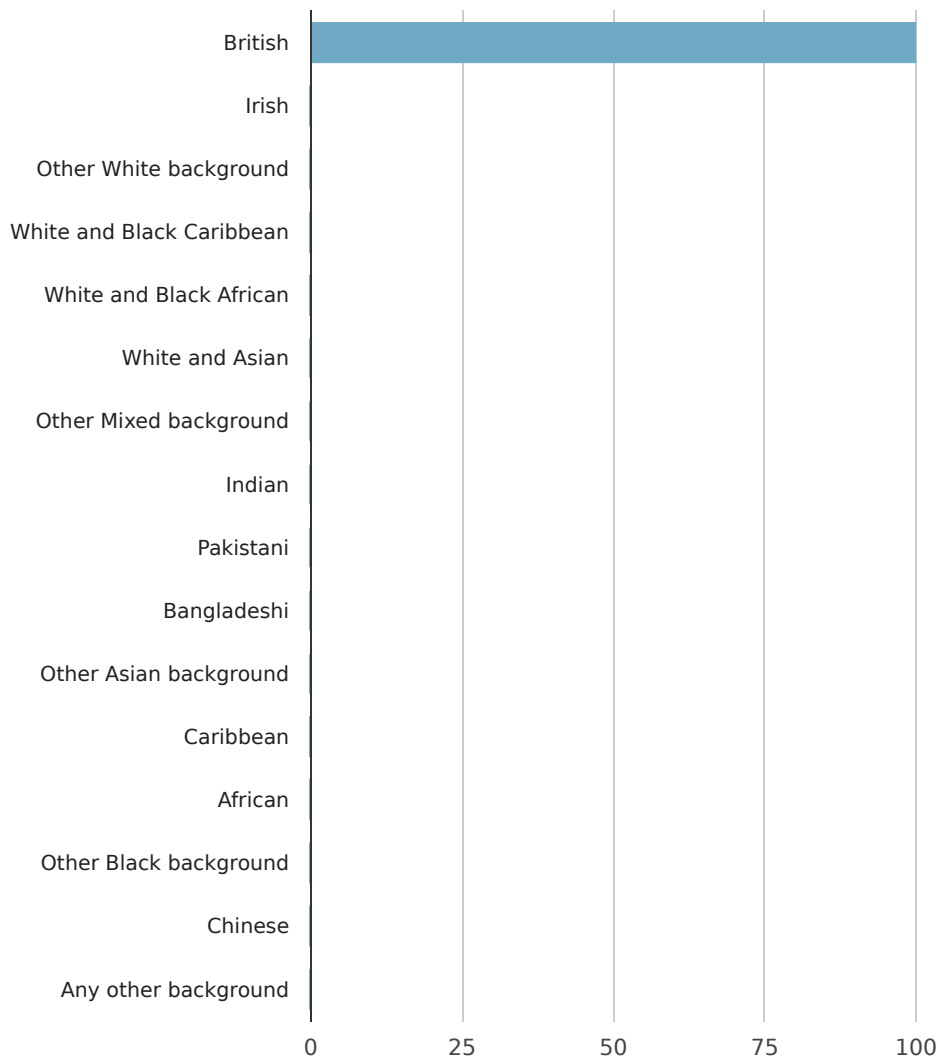 British
Irish
Other White background
White and Black Caribbean
White and Black African
White and Asian
Other Mixed background
Indian
Pakistani
Bangladeshi
Other Asian background
Caribbean
African
Other Black background
Chinese
Any other background
0 25 50 75 100